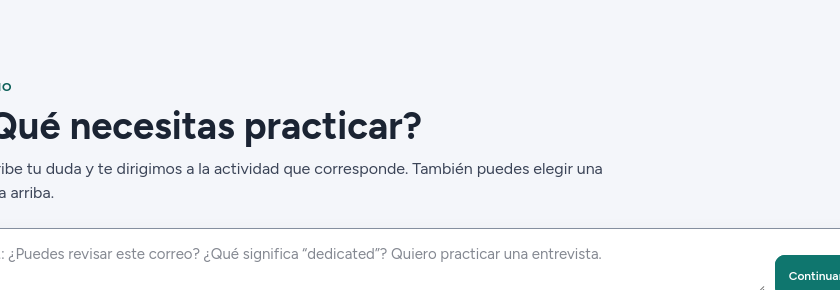 IO
Qué necesitas practicar?
ribe tu duda y te dirigimos a la actividad que corresponde. También puedes elegir una
a arriba.
: ¿Puedes revisar este correo? ¿Qué significa “dedicated”? Quiero practicar una entrevista.
Continua